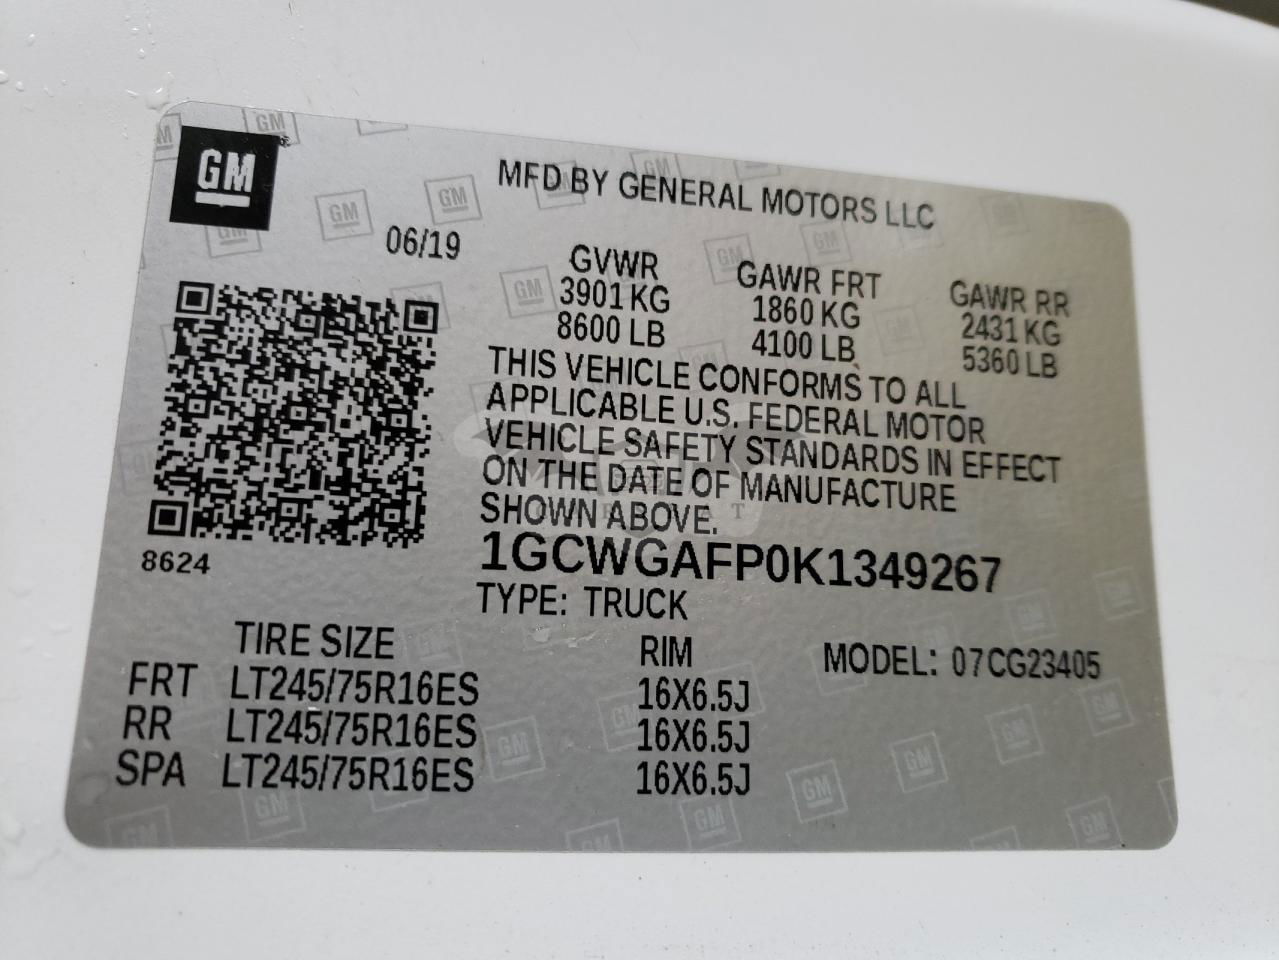 GM
MFD BY GENERAL MOTORS LLC
06/19
GVWR GAWR FRT GAWR RR
3901 KG 1860 KG 2431 KG
8600 LB 4100 LB 5360 LB
THIS VEHICLE CONFORMS TO ALL
APPLICABLE U.S. FEDERAL MOTOR
VEHICLE SAFETY STANDARDS IN EFFECT
ON THE DATE OF MANUFACTURE
SHOWN ABOVE.
8624
1GCWGAFP0K1349267
TYPE: TRUCK
TIRE SIZE RIM MODEL: 07CG23405
FRT LT245/75R16ES 16X6.5J
RR LT245/75R16ES 16X6.5J
SPA LT245/75R16ES 16X6.5J